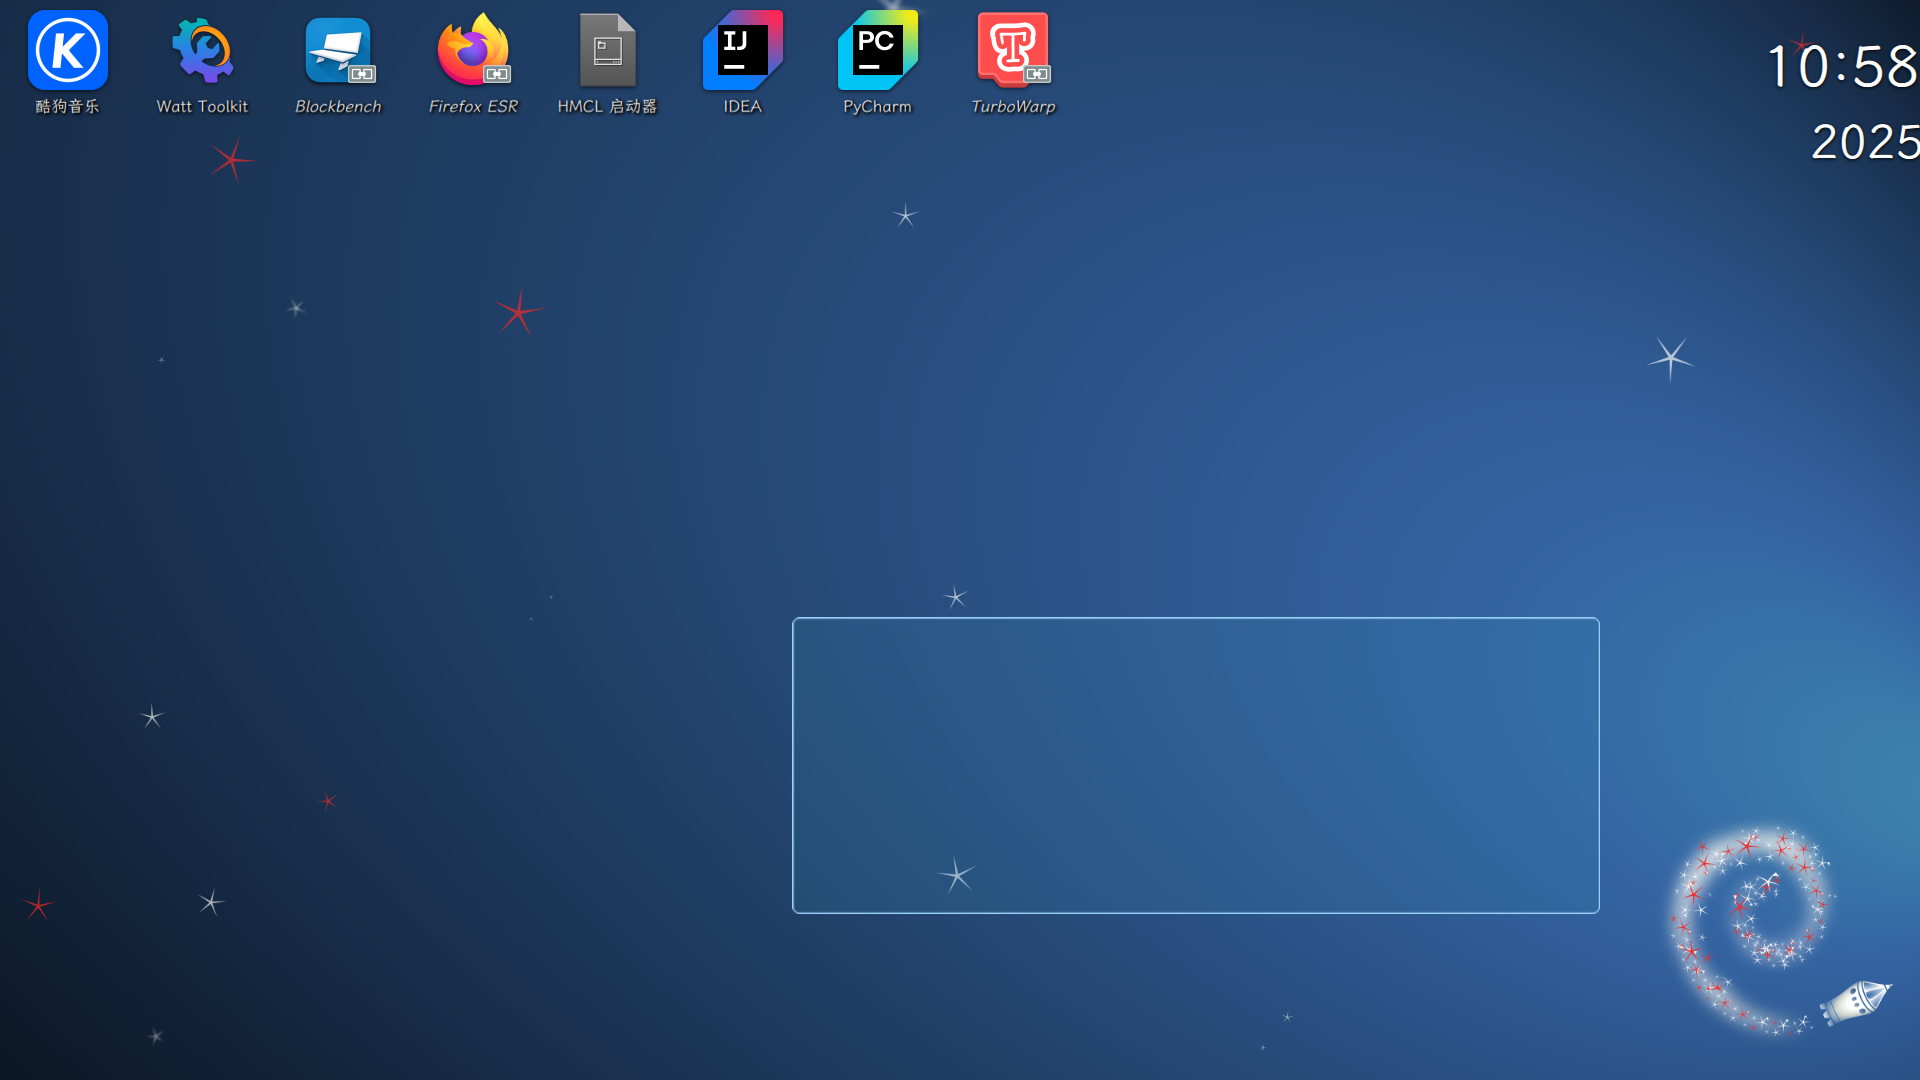 K
IJ
PC
T
酷狗音乐
Watt Toolkit
Blockbench
Firefox ESR
HMCL 启动器
IDEA
PyCharm
TurboWarp
10:58
2025